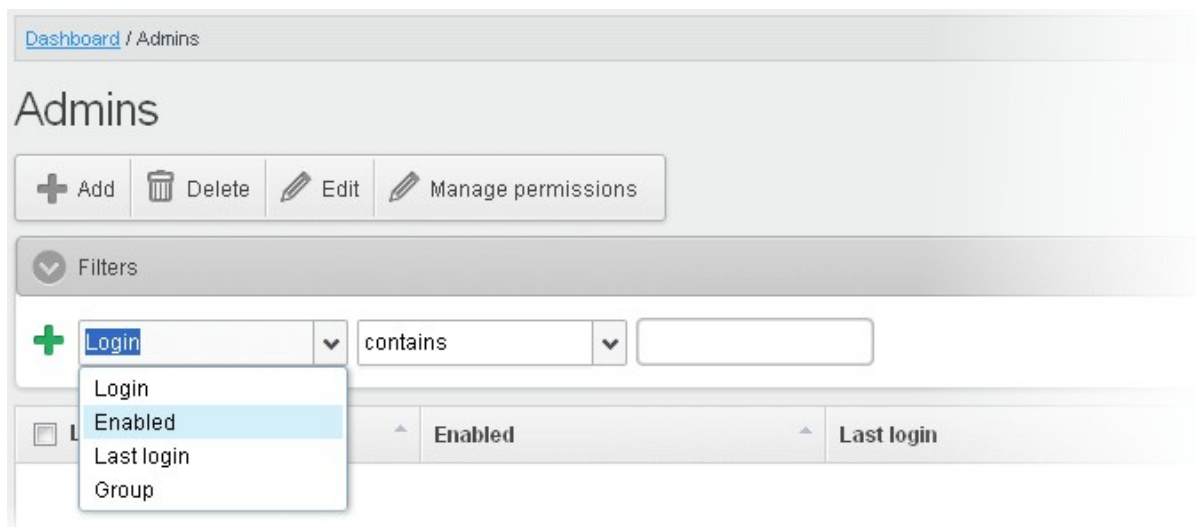 Dashboard / Admins
Admins
Add Delete Edit Manage permissions
Filters
Login contains
Login
Enabled
Last login
Group
L Enabled Last login